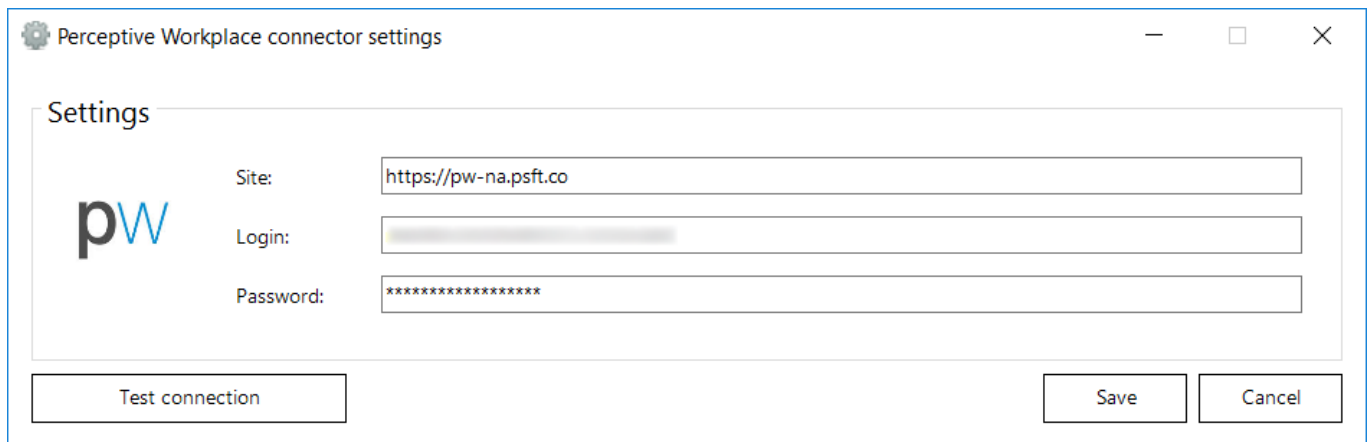 Perceptive Workplace connector settings
Settings
Site: https://pw-na.psft.co
pw
Login:
Password: ******************
Test connection Save Cancel